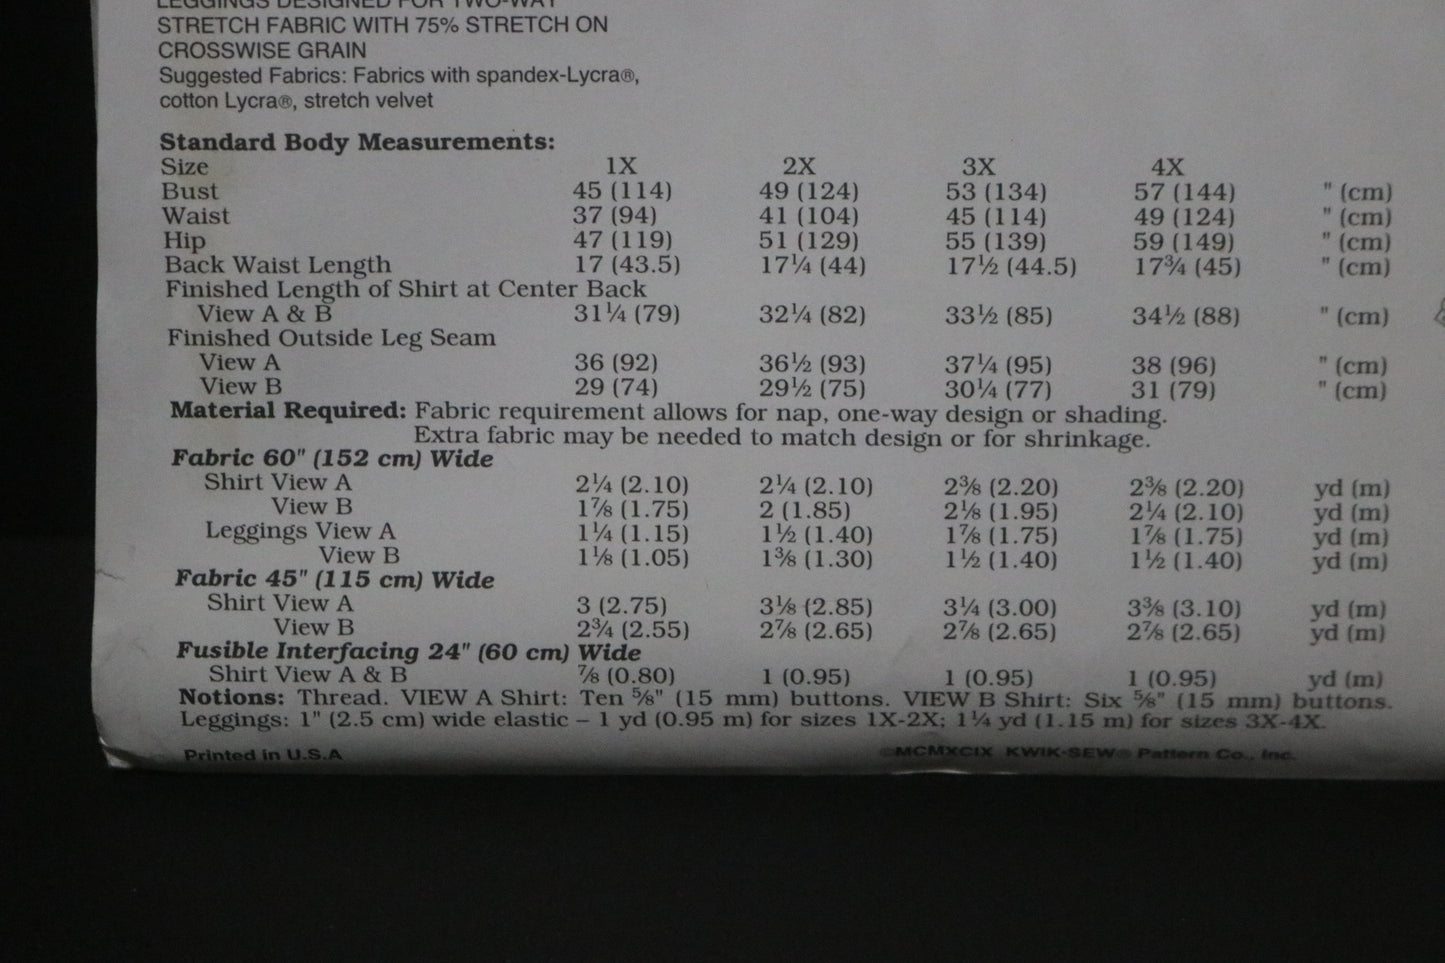 LEGGINGS DESIGNED FOR TWO-WAY
STRETCH FABRIC WITH 75% STRETCH ON
CROSSWISE GRAIN
Suggested Fabrics: Fabrics with spandex-Lycra®,
cotton Lycra®, stretch velvet
Standard Body Measurements:
Size 1X 2X 3X 4X
Bust 45 (114) 49 (124) 53 (134) 57 (144) " (cm)
Waist 37 (94) 41 (104) 45 (114) 49 (124) " (cm)
Hip 47 (119) 51 (129) 55 (139) 59 (149) " (cm)
Back Waist Length 17 (43.5) 17¼ (44) 17½ (44.5) 17¾ (45) " (cm)
Finished Length of Shirt at Center Back
View A & B 31¼ (79) 32¼ (82) 33½ (85) 34½ (88) " (cm)
Finished Outside Leg Seam
View A 36 (92) 36½ (93) 37¼ (95) 38 (96) " (cm)
View B 29 (74) 29½ (75) 30¼ (77) 31 (79) " (cm)
Material Required: Fabric requirement allows for nap, one-way design or shading.
Extra fabric may be needed to match design or for shrinkage.
Fabric 60" (152 cm) Wide
Shirt View A 2¼ (2.10) 2¼ (2.10) 2⅜ (2.20) 2⅜ (2.20) yd (m)
View B 1⅞ (1.75) 2 (1.85) 2⅛ (1.95) 2¼ (2.10) yd (m)
Leggings View A 1¼ (1.15) 1½ (1.40) 1⅞ (1.75) 1⅞ (1.75) yd (m)
View B 1⅛ (1.05) 1⅜ (1.30) 1½ (1.40) 1½ (1.40) yd (m)
Fabric 45" (115 cm) Wide
Shirt View A 3 (2.75) 3⅛ (2.85) 3¼ (3.00) 3⅜ (3.10) yd (m)
View B 2¾ (2.55) 2⅞ (2.65) 2⅞ (2.65) 2⅞ (2.65) yd (m)
Fusible Interfacing 24" (60 cm) Wide
Shirt View A & B ⅞ (0.80) 1 (0.95) 1 (0.95) 1 (0.95) yd (m)
Notions: Thread. VIEW A Shirt: Ten ⅝" (15 mm) buttons. VIEW B Shirt: Six ⅝" (15 mm) buttons.
Leggings: 1" (2.5 cm) wide elastic – 1 yd (0.95 m) for sizes 1X-2X; 1¼ yd (1.15 m) for sizes 3X-4X.
Printed in U.S.A ©MCMXCIX KWIK·SEW® Pattern Co., Inc.